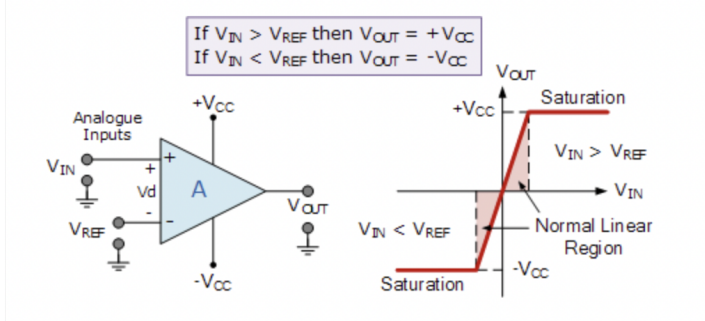 If VIN > VREF then VOUT = +VCC
If VIN < VREF then VOUT = -VCC
Analogue
Inputs
+VCC
VIN
+
+
Vd
A
-
-
VREF
VOUT
-VCC
VOUT
+VCC
Saturation
VIN > VREF
VIN
VIN < VREF
Normal Linear
Region
-VCC
Saturation